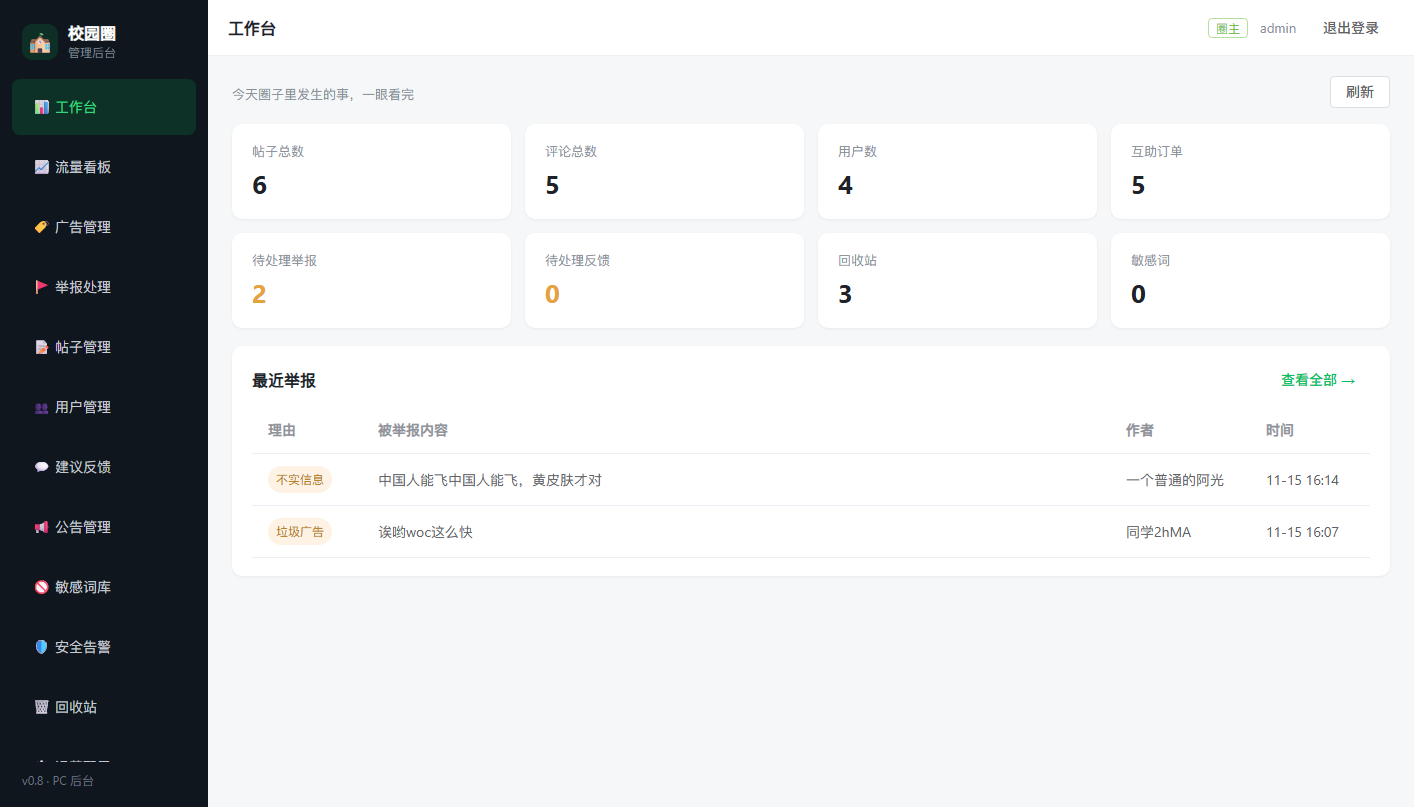 校园圈
管理后台
工作台
流量看板
广告管理
举报处理
帖子管理
用户管理
建议反馈
公告管理
敏感词库
安全告警
回收站
v0.8 · PC 后台
工作台
圈主 admin 退出登录
今天圈子里发生的事，一眼看完 刷新
帖子总数 评论总数 用户数 互助订单
6 5 4 5
待处理举报 待处理反馈 回收站 敏感词
2 0 3 0
最近举报 查看全部 →
理由 被举报内容 作者 时间
不实信息 中国人能飞中国人能飞，黄皮肤才对 一个普通的阿光 11-15 16:14
垃圾广告 诶哟woc这么快 同学2hMA 11-15 16:07